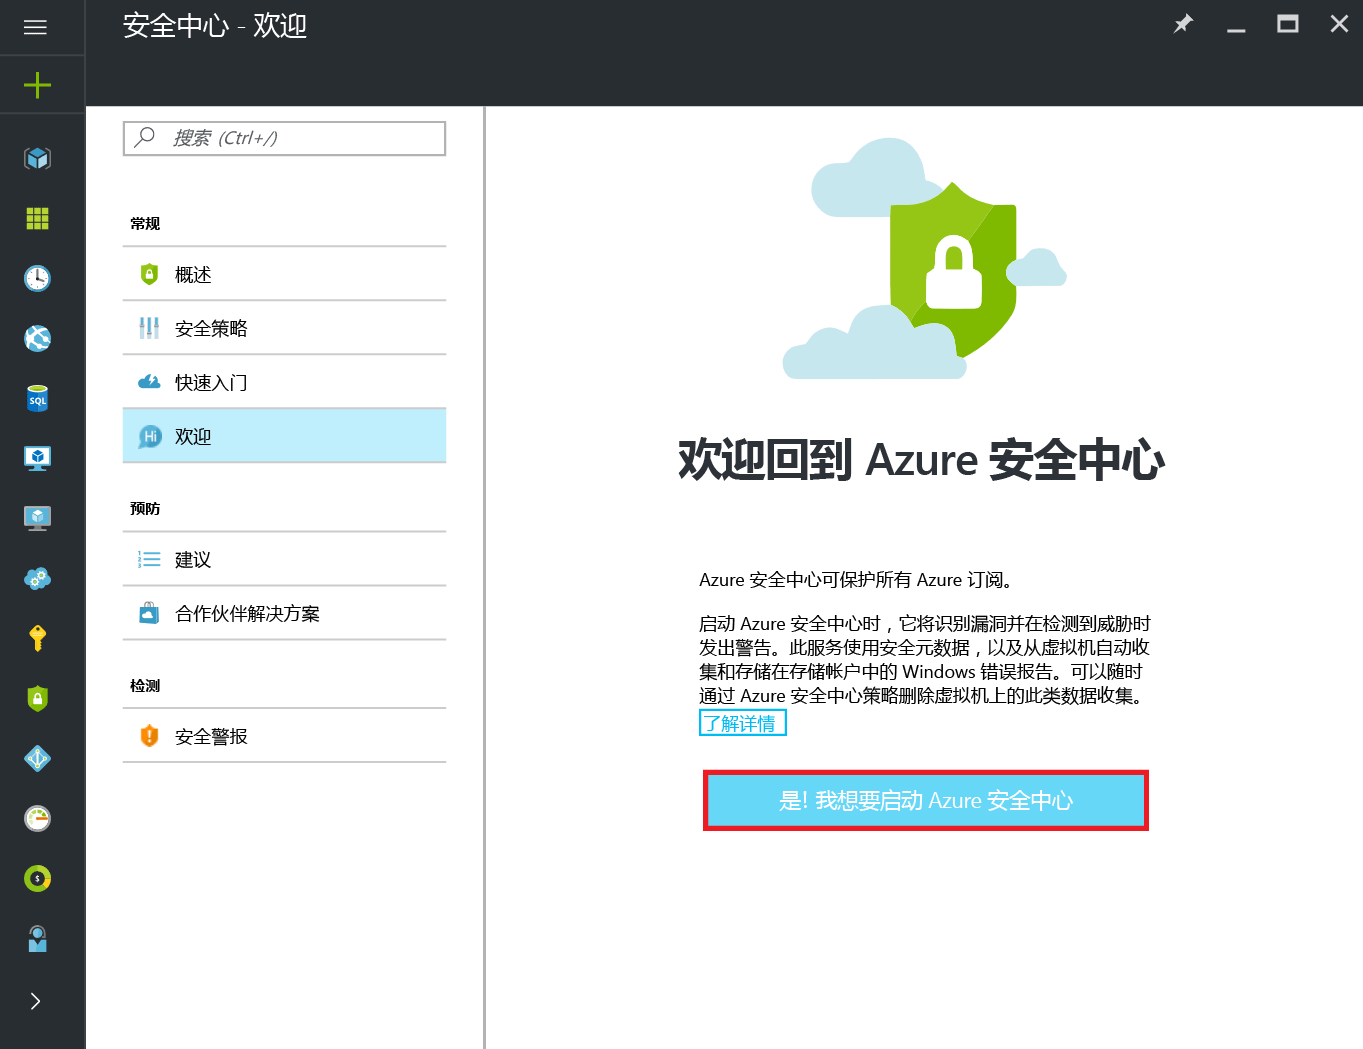 安全中心 - 欢迎
搜索 (Ctrl+/)
常规
概述
安全策略
快速入门
Hi
欢迎
预防
1
2
3
建议
合作伙伴解决方案
检测
安全警报
SQL
$
欢迎回到 Azure 安全中心
Azure 安全中心可保护所有 Azure 订阅。
启动 Azure 安全中心时，它将识别漏洞并在检测到威胁时
发出警告。此服务使用安全元数据，以及从虚拟机自动收
集和存储在存储帐户中的 Windows 错误报告。可以随时
通过 Azure 安全中心策略删除虚拟机上的此类数据收集。
了解详情
是! 我想要启动 Azure 安全中心